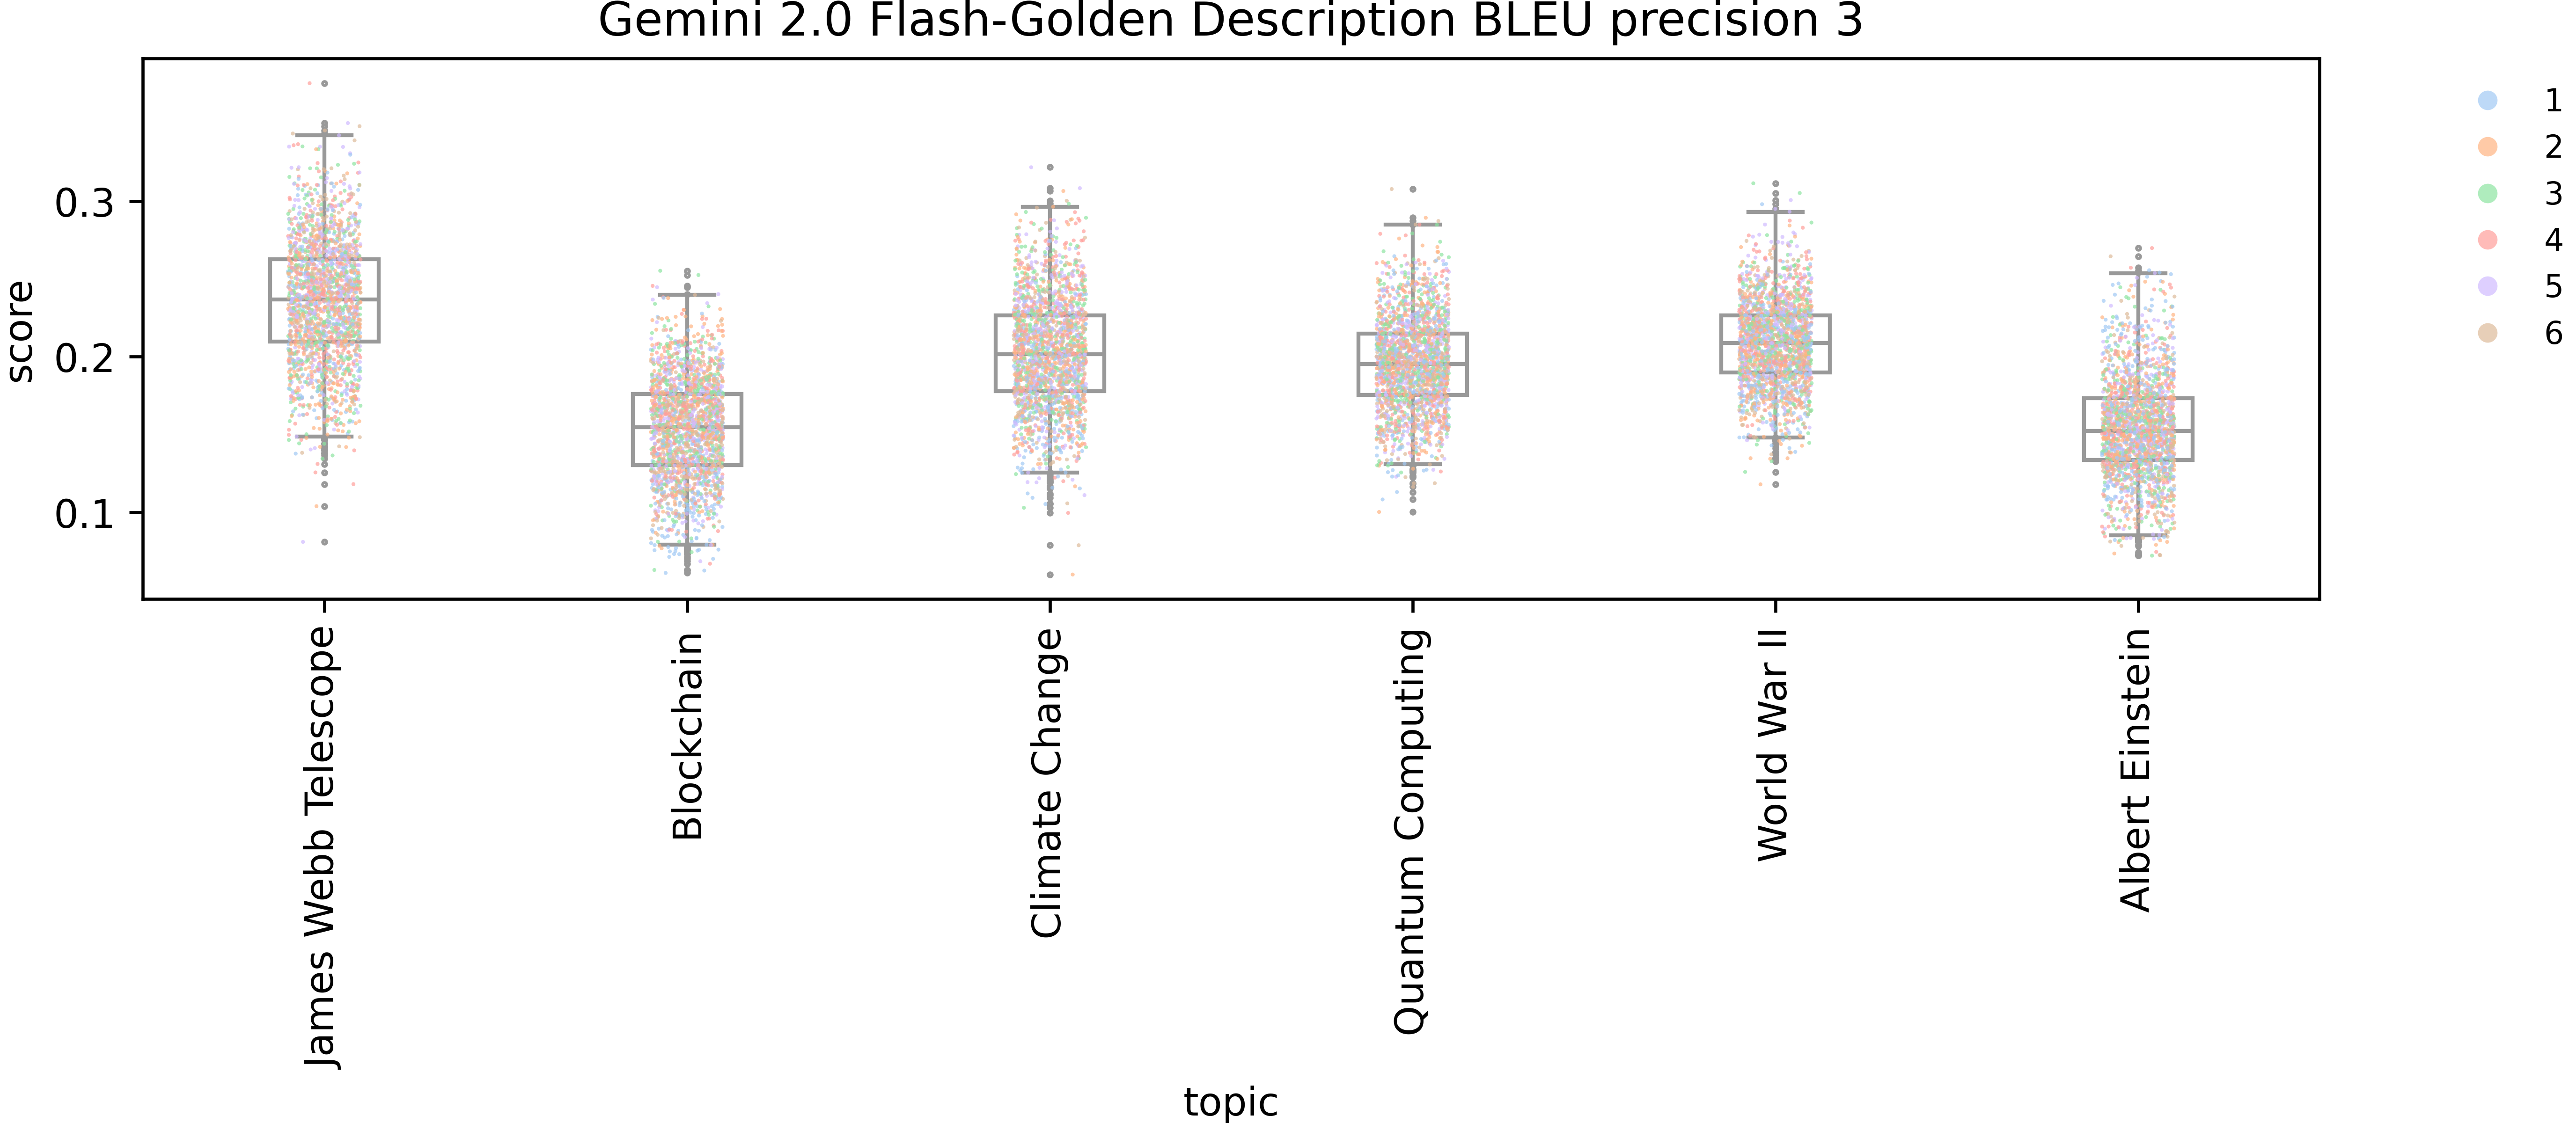 Gemini 2.0 Flash-Golden Description BLEU precision 3
score
0.3
0.2
0.1
James Webb Telescope
Blockchain
Climate Change
Quantum Computing
World War II
Albert Einstein
topic
1
2
3
4
5
6